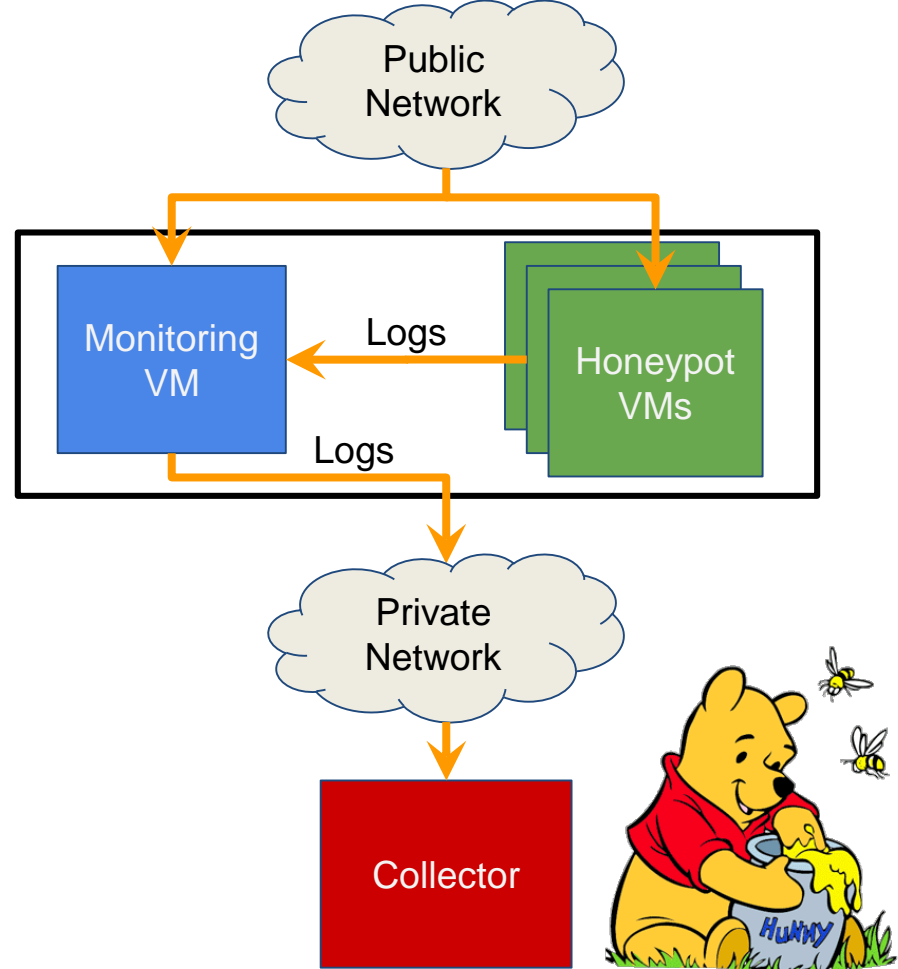 Public
Network
Logs
Monitoring
VM
Honeypot
VMs
Logs
Private
Network
Collector
HUNNY